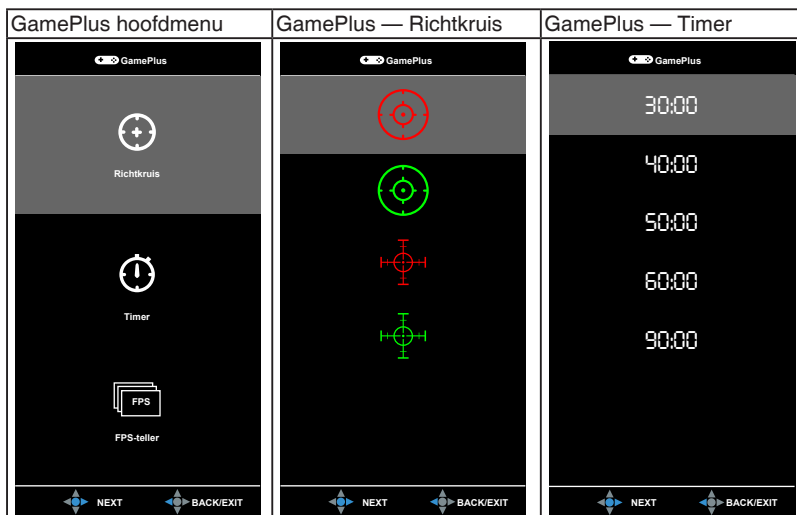 GamePlus hoofdmenu
GamePlus — Richtkruis
GamePlus — Timer
GamePlus
Richtkruis
Timer
FPS
FPS-teller
NEXT BACK/EXIT
GamePlus
NEXT BACK/EXIT
GamePlus
30:00
40:00
50:00
60:00
90:00
NEXT BACK/EXIT